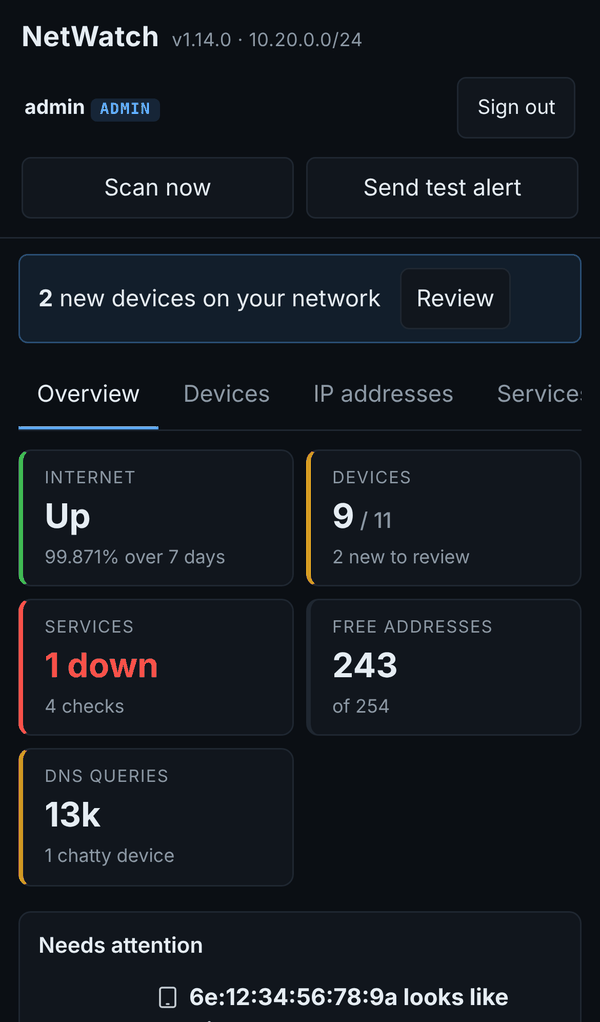 NetWatch v1.14.0 · 10.20.0.0/24
admin ADMIN
Sign out
Scan now
Send test alert
2 new devices on your network
Review
Overview Devices IP addresses Services
INTERNET
Up
99.871% over 7 days
DEVICES
9 / 11
2 new to review
SERVICES
1 down
4 checks
FREE ADDRESSES
243
of 254
DNS QUERIES
13k
1 chatty device
Needs attention
6e:12:34:56:78:9a looks like